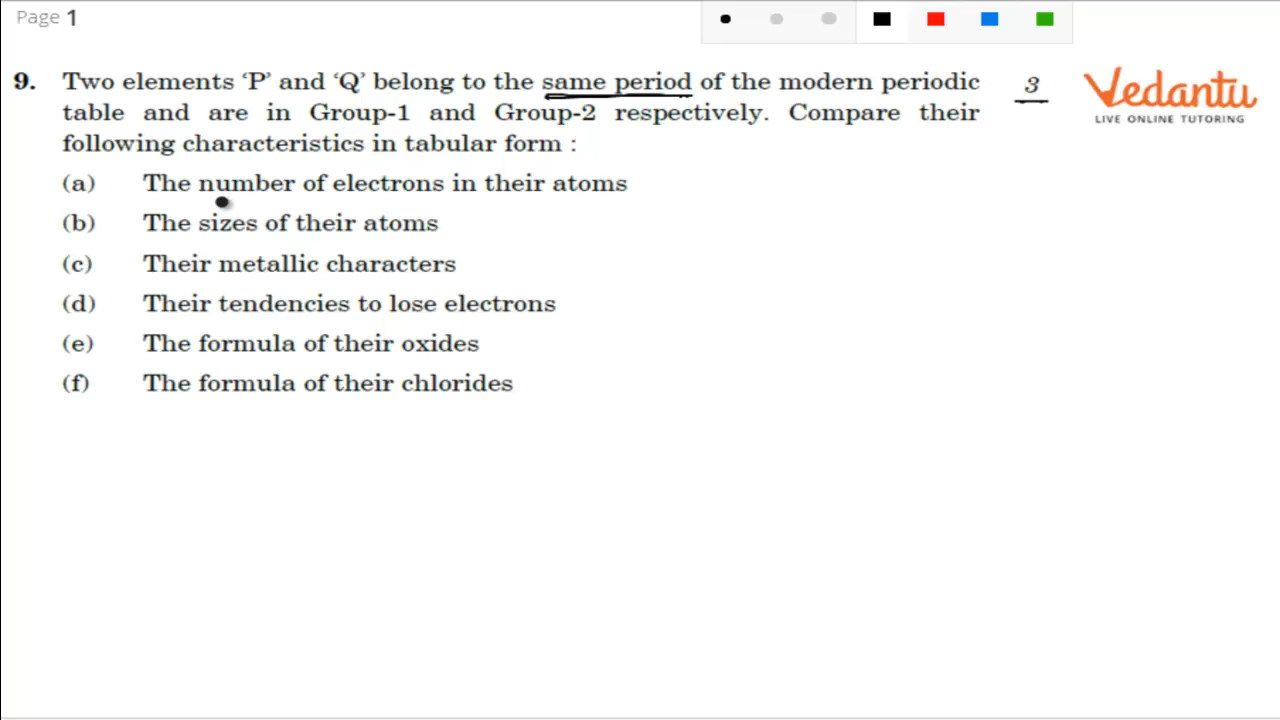 Page 1
9. Two elements ‘P’ and ‘Q’ belong to the same period of the modern periodic 3
table and are in Group-1 and Group-2 respectively. Compare their
following characteristics in tabular form :
(a) The number of electrons in their atoms
(b) The sizes of their atoms
(c) Their metallic characters
(d) Their tendencies to lose electrons
(e) The formula of their oxides
(f) The formula of their chlorides
Vedantu
LIVE ONLINE TUTORING